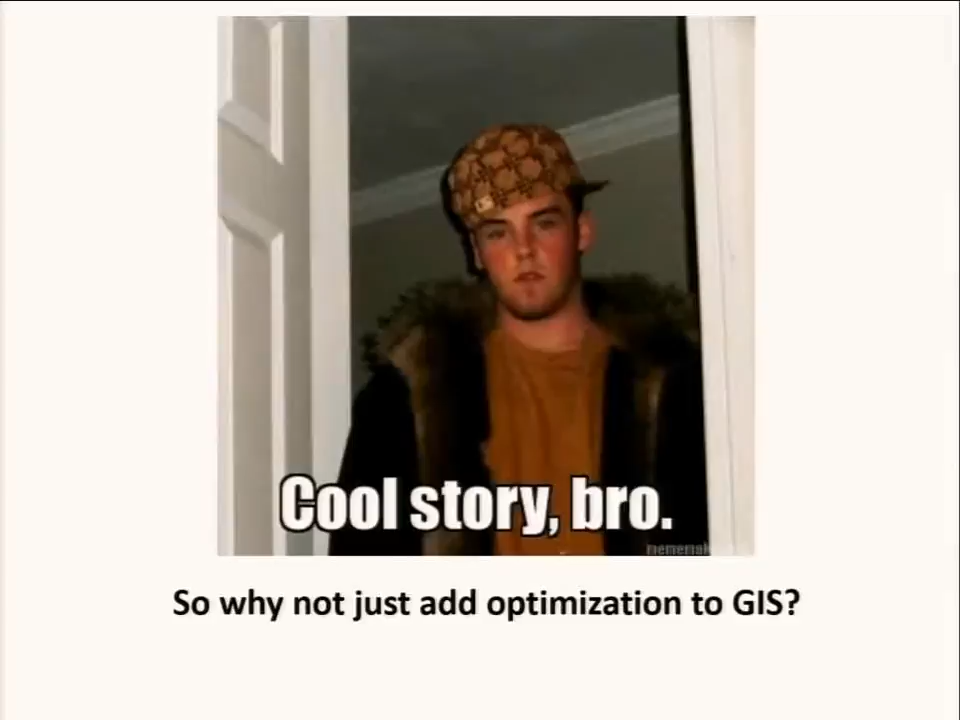 Cool story, bro.
So why not just add optimization to GIS?